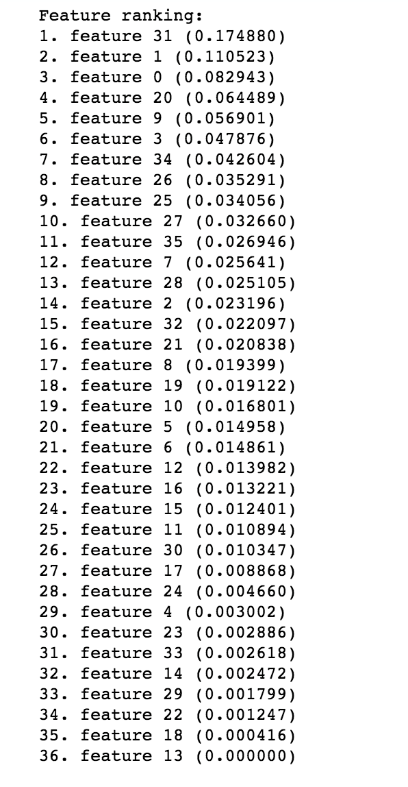 Feature ranking:
1. feature 31 (0.174880)
2. feature 1 (0.110523)
3. feature 0 (0.082943)
4. feature 20 (0.064489)
5. feature 9 (0.056901)
6. feature 3 (0.047876)
7. feature 34 (0.042604)
8. feature 26 (0.035291)
9. feature 25 (0.034056)
10. feature 27 (0.032660)
11. feature 35 (0.026946)
12. feature 7 (0.025641)
13. feature 28 (0.025105)
14. feature 2 (0.023196)
15. feature 32 (0.022097)
16. feature 21 (0.020838)
17. feature 8 (0.019399)
18. feature 19 (0.019122)
19. feature 10 (0.016801)
20. feature 5 (0.014958)
21. feature 6 (0.014861)
22. feature 12 (0.013982)
23. feature 16 (0.013221)
24. feature 15 (0.012401)
25. feature 11 (0.010894)
26. feature 30 (0.010347)
27. feature 17 (0.008868)
28. feature 24 (0.004660)
29. feature 4 (0.003002)
30. feature 23 (0.002886)
31. feature 33 (0.002618)
32. feature 14 (0.002472)
33. feature 29 (0.001799)
34. feature 22 (0.001247)
35. feature 18 (0.000416)
36. feature 13 (0.000000)